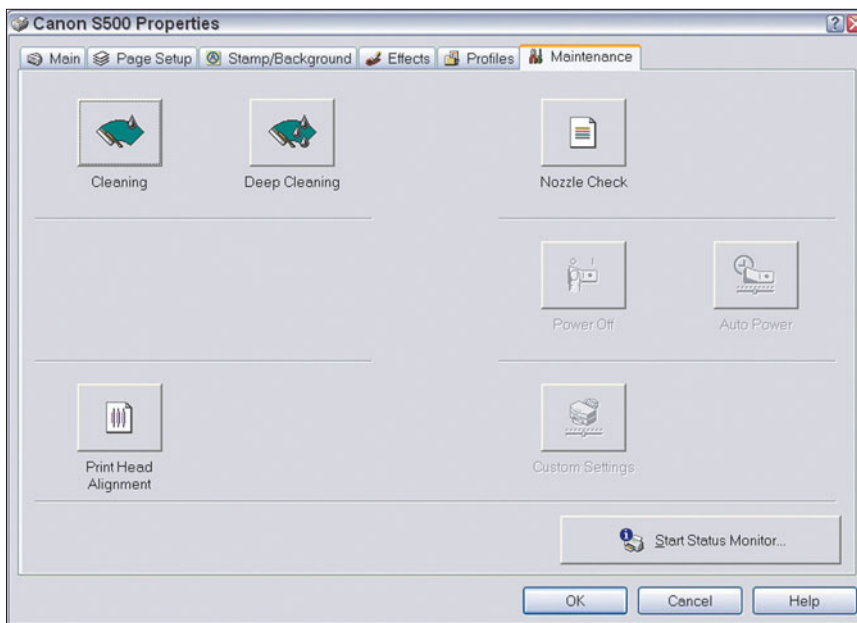 Canon S500 Properties
Main Page Setup Stamp/Background Effects Profiles Maintenance
Cleaning Deep Cleaning Nozzle Check
Power Off Auto Power
Print Head
Alignment
Custom Settings
Start Status Monitor...
OK Cancel Help